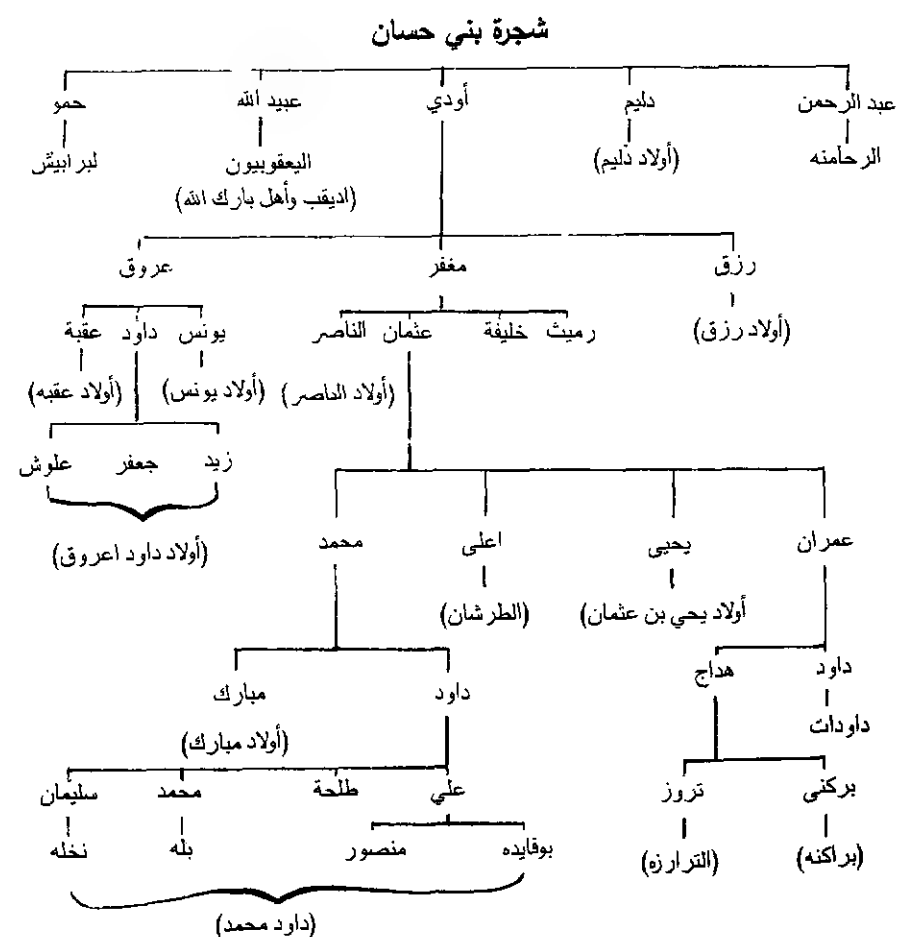 شجرة بني حسان
عبد الرحمن دليم أودي عبيد الله حمو
الرحامنه (أولاد دليم) اليعقوبيون لبرابيش
(اديقب وأهل بارك الله)
رزق مغفر عروق
(أولاد رزق) رميث خليفة عثمان الناصر يونس داود عقبة
(أولاد الناصر) (أولاد يونس) (أولاد عقبه)
زيد جعفر علوش
عمران يحيى اعلى محمد (أولاد داود اعروق)
أولاد يحي بن عثمان) (الطرشان)
داود هداج داود مبارك
داودات (أولاد مبارك)
بركني تروز علي طلحة محمد سليمان
(براكنه) (الترارزه) بوقايده منصور بله نخله
(داود محمد)